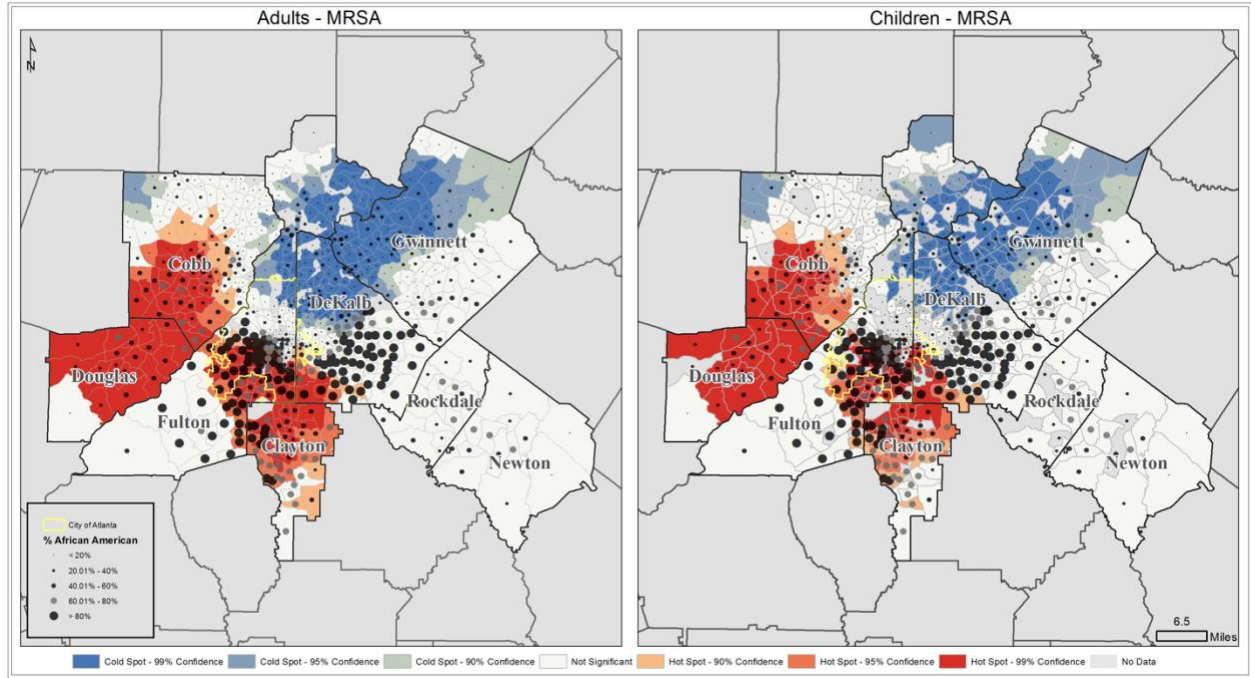 Adults - MRSA
N
Cobb
Gwinnett
DeKalb
Douglas
Fulton
Rockdale
Clayton
Newton
City of Atlanta
% African American
< 20%
20.01% - 40%
40.01% - 60%
60.01% - 80%
> 80%
Children - MRSA
Cobb
Gwinnett
DeKalb
Douglas
Fulton
Rockdale
Clayton
Newton
6.5
Miles
Cold Spot - 99% Confidence
Cold Spot - 95% Confidence
Cold Spot - 90% Confidence
Not Significant
Hot Spot - 90% Confidence
Hot Spot - 95% Confidence
Hot Spot - 99% Confidence
No Data